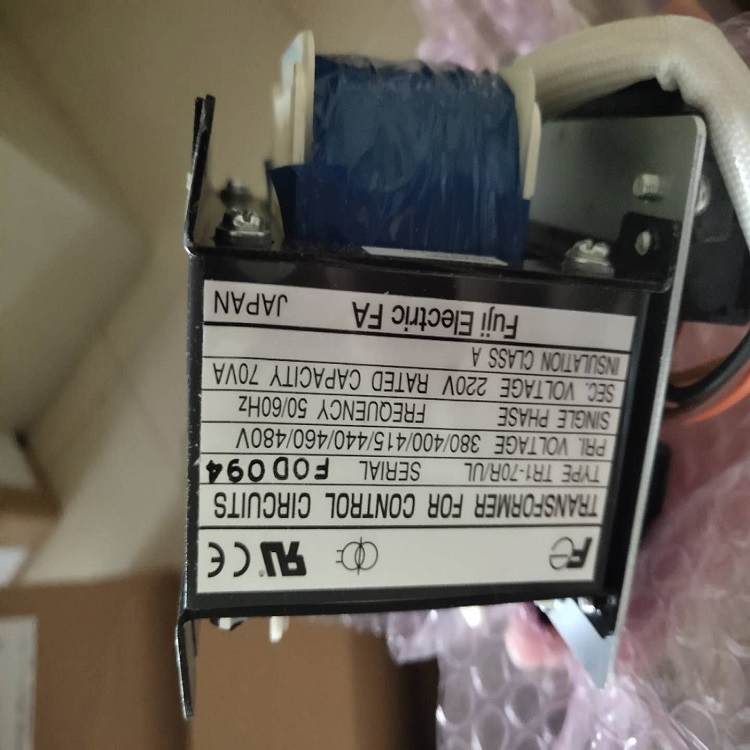 TRANSFORMER FOR CONTROL CIRCUITS
TYPE TR1-70R/UL SERIAL F0D094
PRI. VOLTAGE 380/400/415/440/460/480V
SINGLE PHASE FREQUENCY 50/60Hz
SEC. VOLTAGE 220V RATED CAPACITY 70VA
INSULATION CLASS A
Fuji Electric FA JAPAN